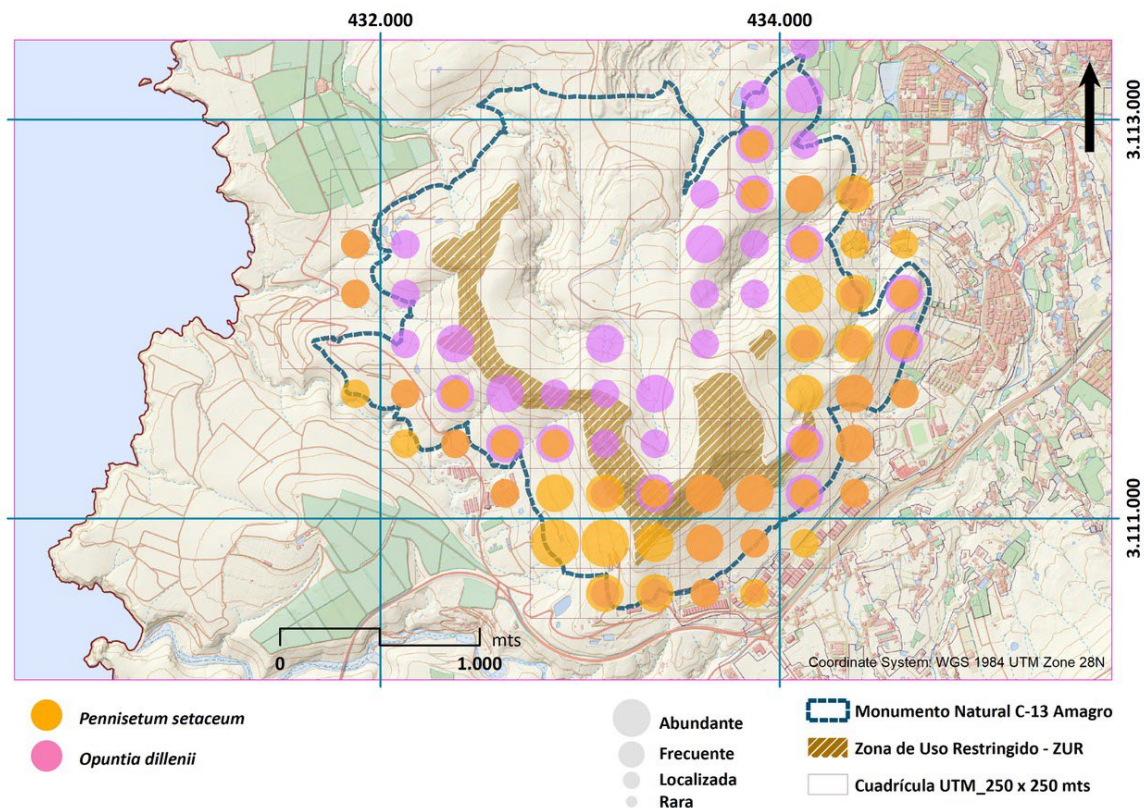 432.000
434.000
3.113.000
3.111.000
mts
0
1.000
Coordinate System: WGS 1984 UTM Zone 28N
Pennisetum setaceum
Opuntia dillenii
Abundante
Frecuente
Localizada
Rara
Monumento Natural C-13 Amagro
Zona de Uso Restringido - ZUR
Cuadrícula UTM_250 x 250 mts